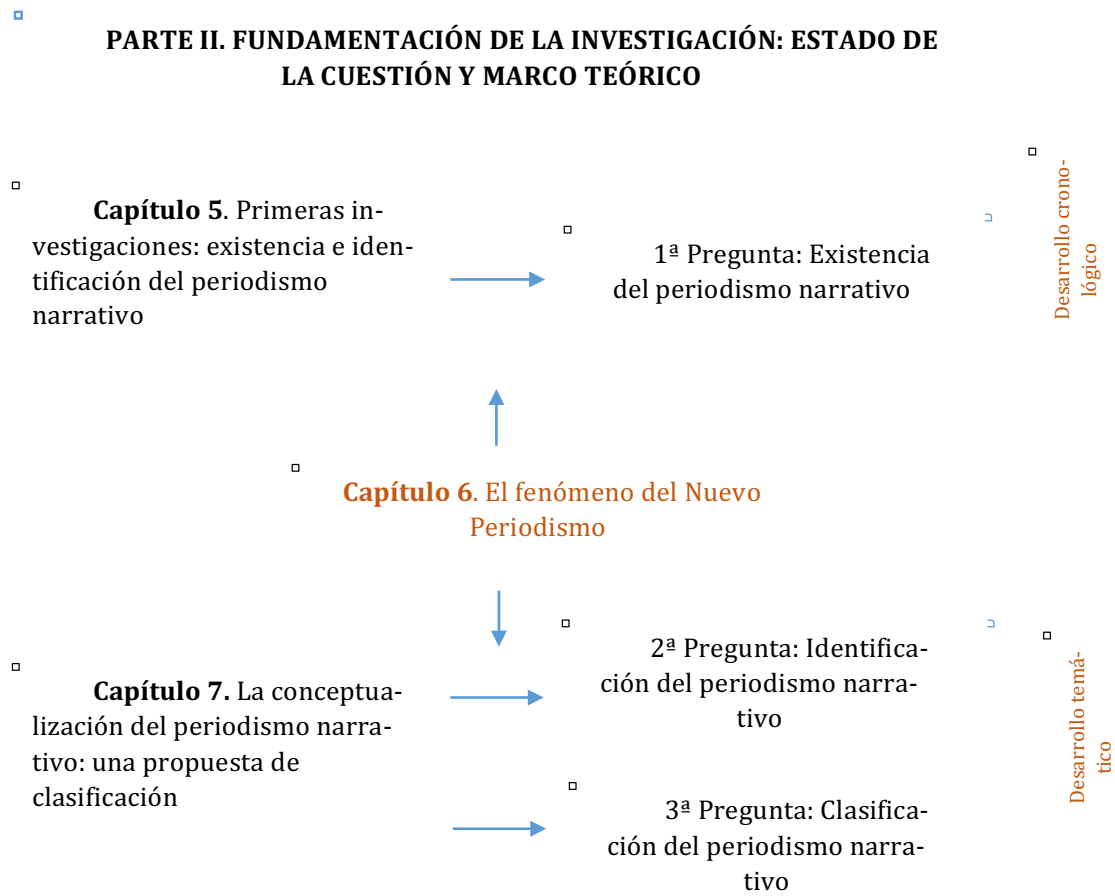 PARTE II. FUNDAMENTACIÓN DE LA INVESTIGACIÓN: ESTADO DE
LA CUESTIÓN Y MARCO TEÓRICO
Capítulo 5. Primeras in-
vestigaciones: existencia e iden-
tificación del periodismo
narrativo
1ª Pregunta: Existencia
del periodismo narrativo
Desarrollo crono-
lógico
Capítulo 6. El fenómeno del Nuevo
Periodismo
Capítulo 7. La conceptua-
lización del periodismo narra-
tivo: una propuesta de
clasificación
2ª Pregunta: Identifica-
ción del periodismo narra-
tivo
3ª Pregunta: Clasifica-
ción del periodismo narra-
tivo
Desarrollo temá-
tico